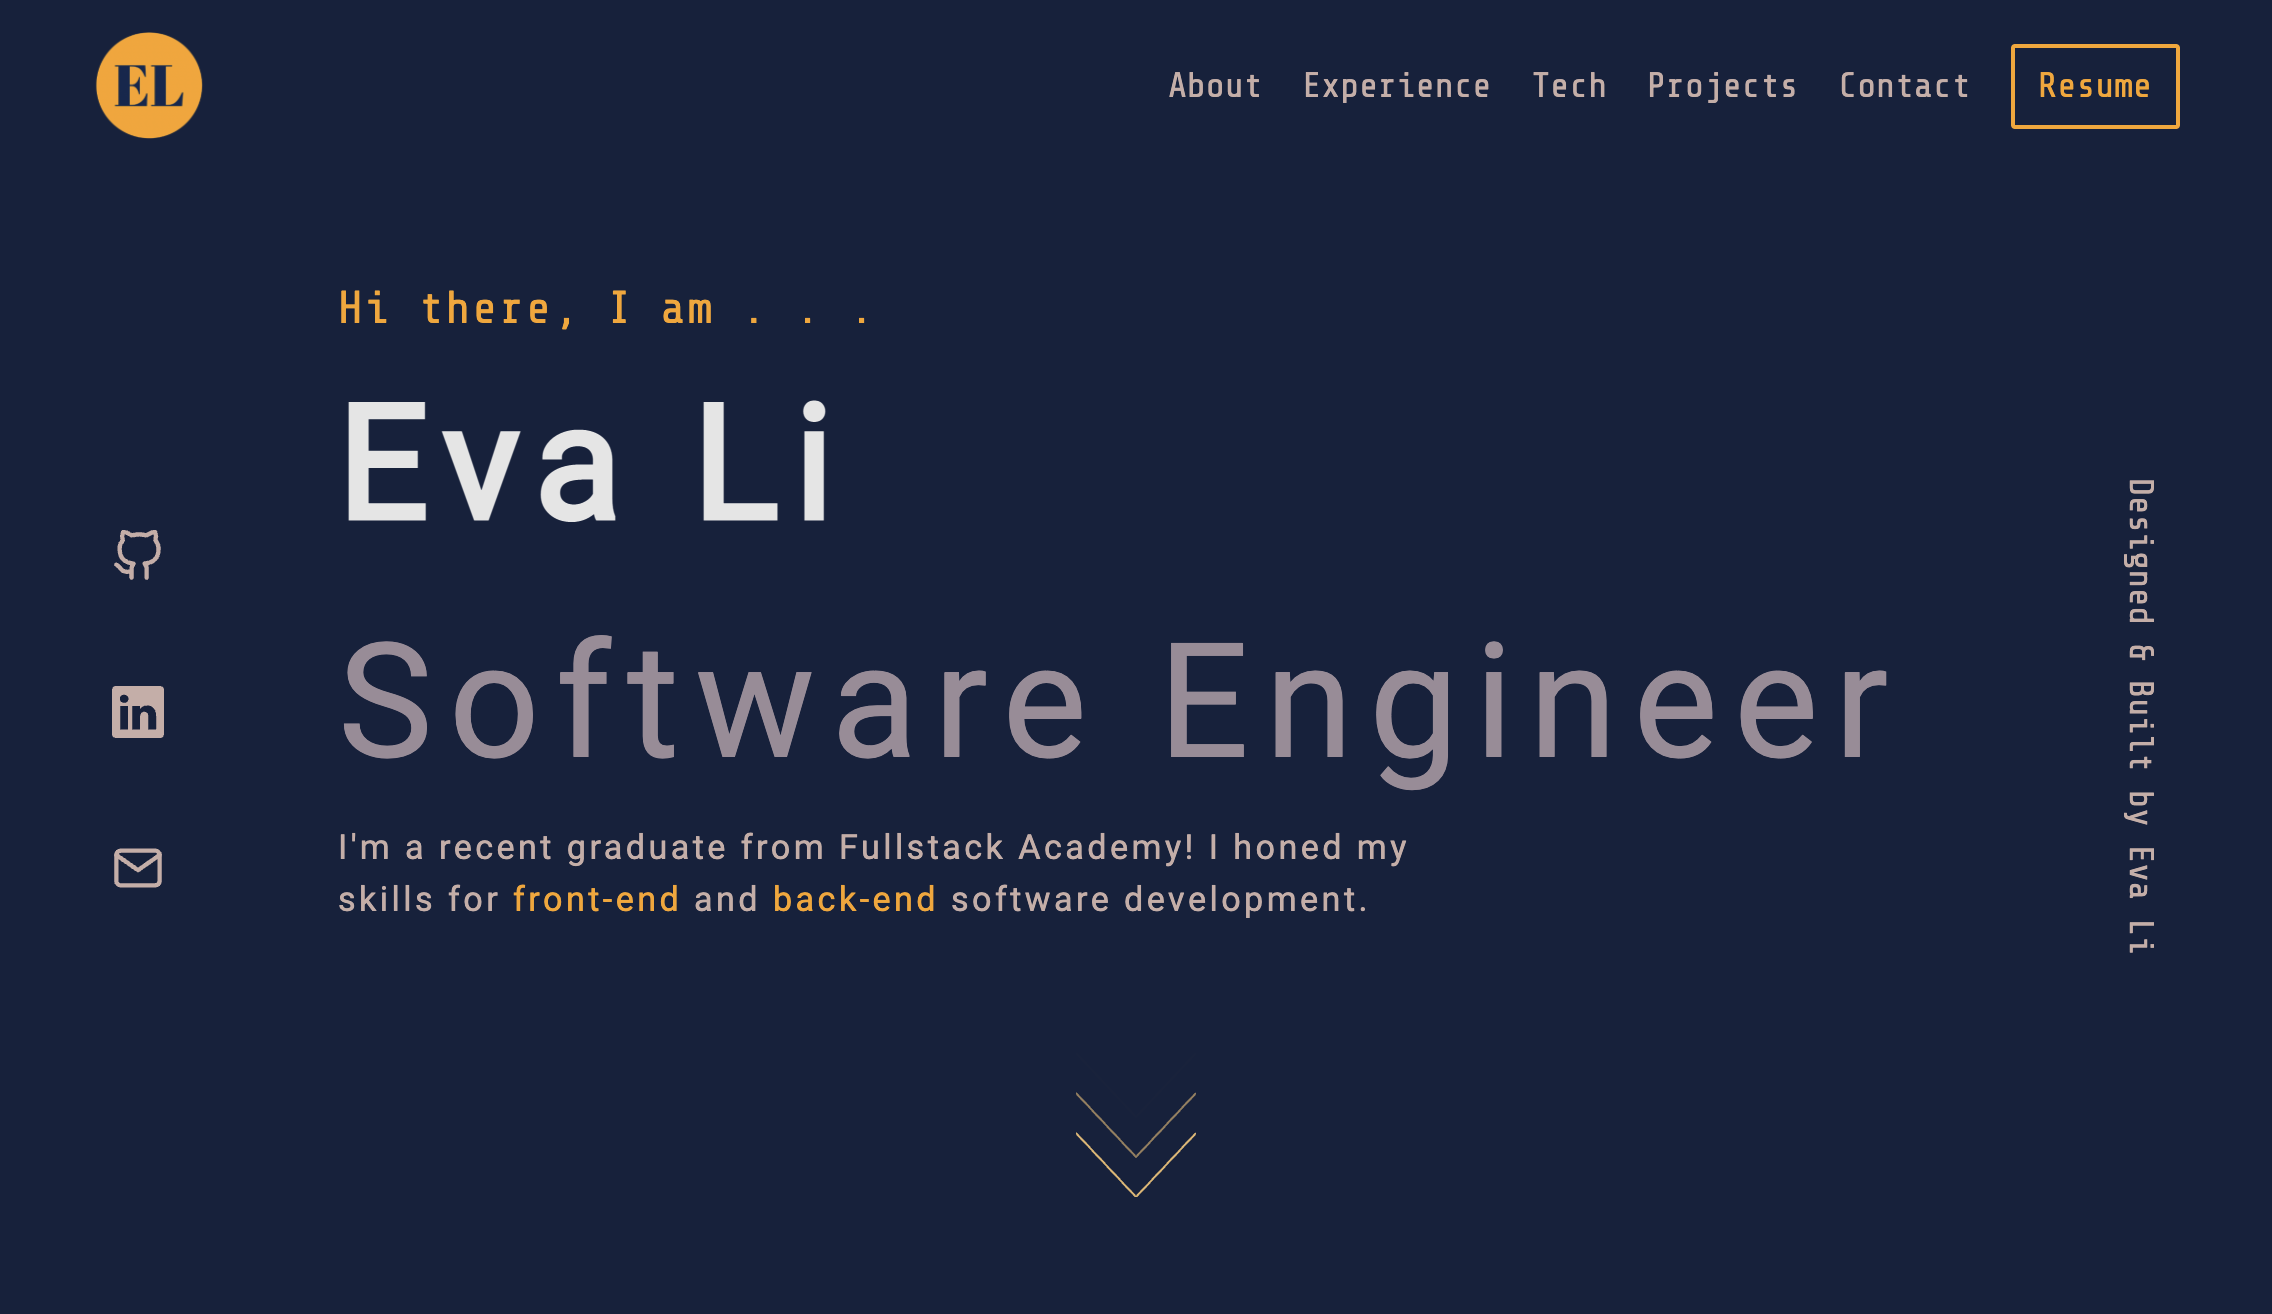 EL
About Experience Tech Projects Contact Resume
Hi there, I am . . .
Eva Li
Software Engineer
I'm a recent graduate from Fullstack Academy! I honed my
skills for front-end and back-end software development.
in
Designed & Built by Eva Li